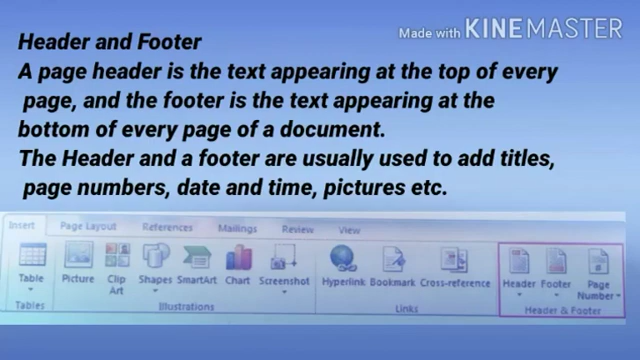 Made with KINEMASTER
Header and Footer
A page header is the text appearing at the top of every
page, and the footer is the text appearing at the
bottom of every page of a document.
The Header and a footer are usually used to add titles,
page numbers, date and time, pictures etc.
Insert Page Layout References Mailings Review View
Table Picture Clip Art Shapes SmartArt Chart Screenshot Hyperlink Bookmark Cross-reference Header Footer Page Number
Tables Illustrations Links Header & Footer